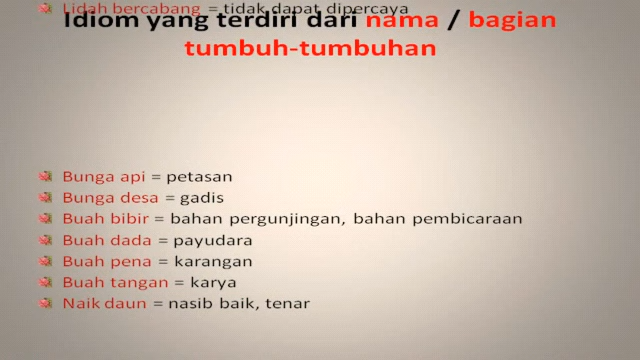 Lidah bercabang = tidak dapat dipercaya
Idiom yang terdiri dari nama / bagian
tumbuh-tumbuhan
Bunga api = petasan
Bunga desa = gadis
Buah bibir = bahan pergunjingan, bahan pembicaraan
Buah dada = payudara
Buah pena = karangan
Buah tangan = karya
Naik daun = nasib baik, tenar